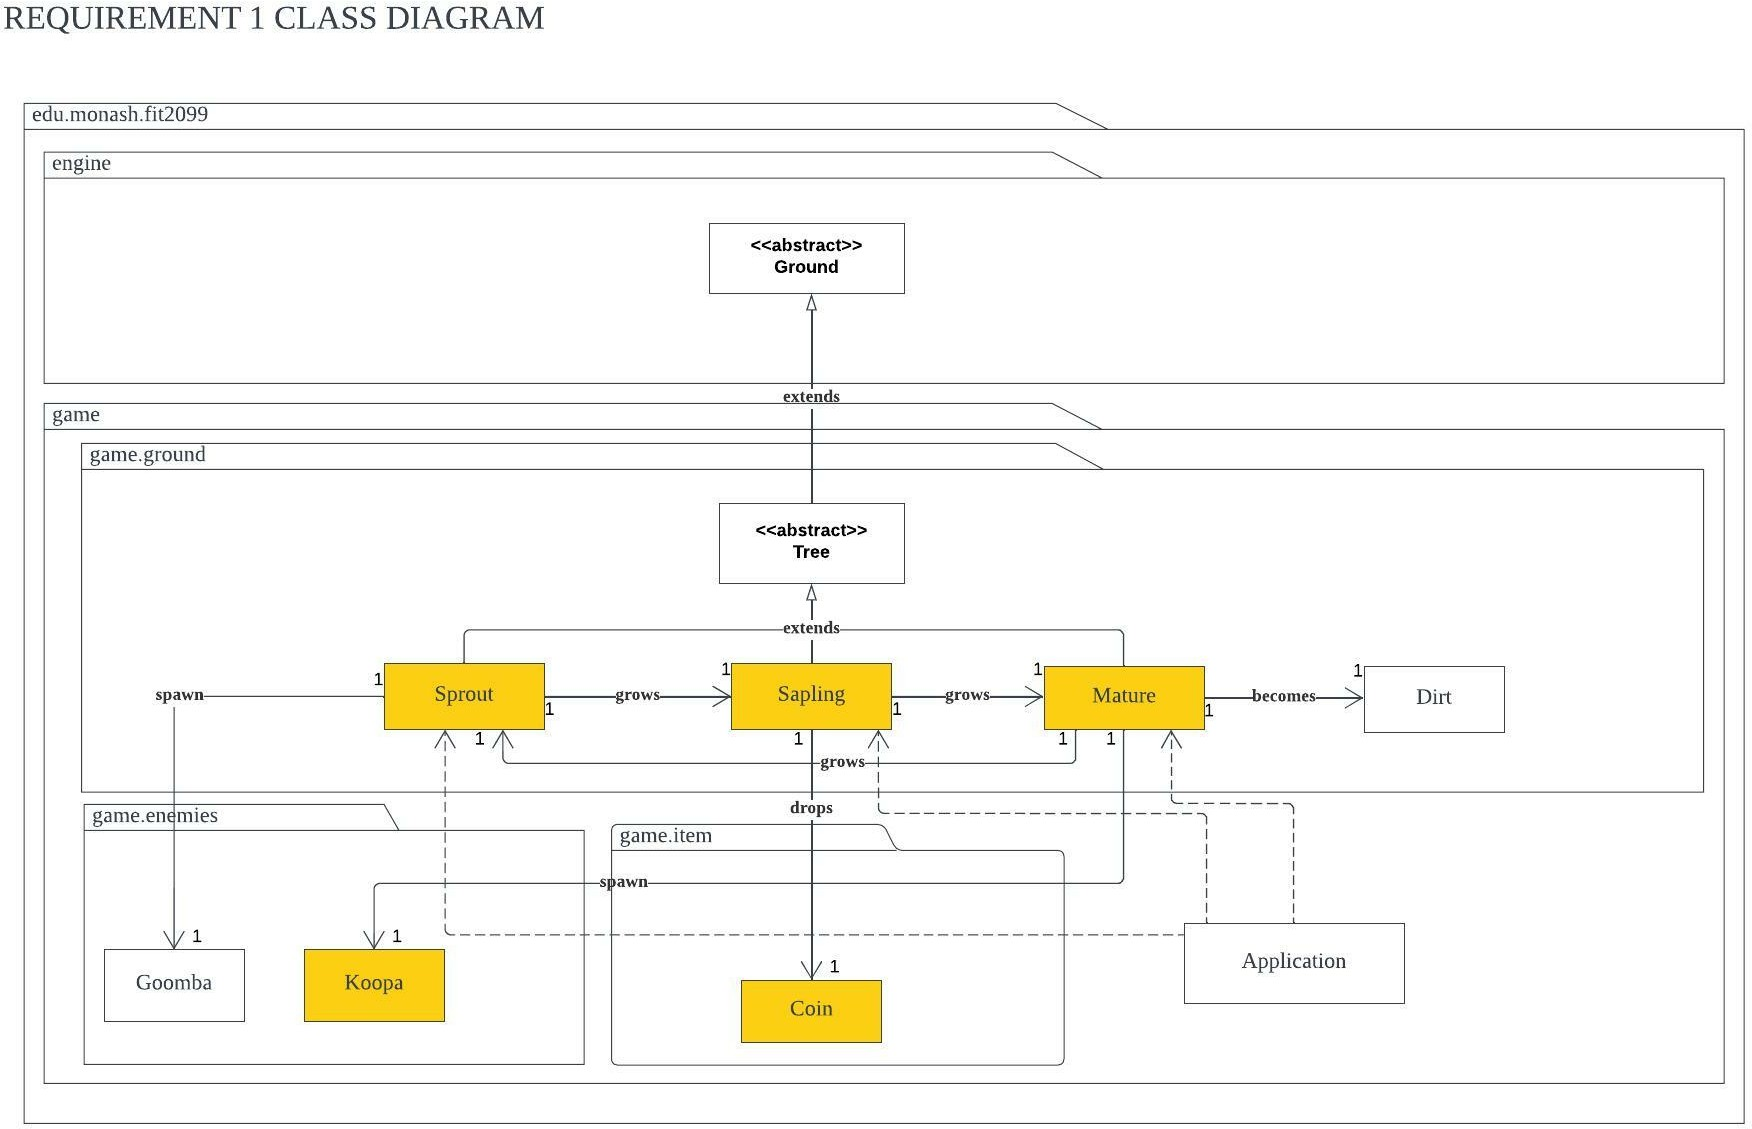 REQUIREMENT 1 CLASS DIAGRAM
edu.monash.fit2099
engine
<<abstract>>
Ground
extends
game
game.ground
<<abstract>>
Tree
extends
1
1
1
1
spawn
Sprout
grows
Sapling
grows
Mature
becomes
Dirt
1
1
1
1
1
1
1
grows
drops
game.enemies
game.item
spawn
1
1
1
Goomba
Koopa
Coin
Application